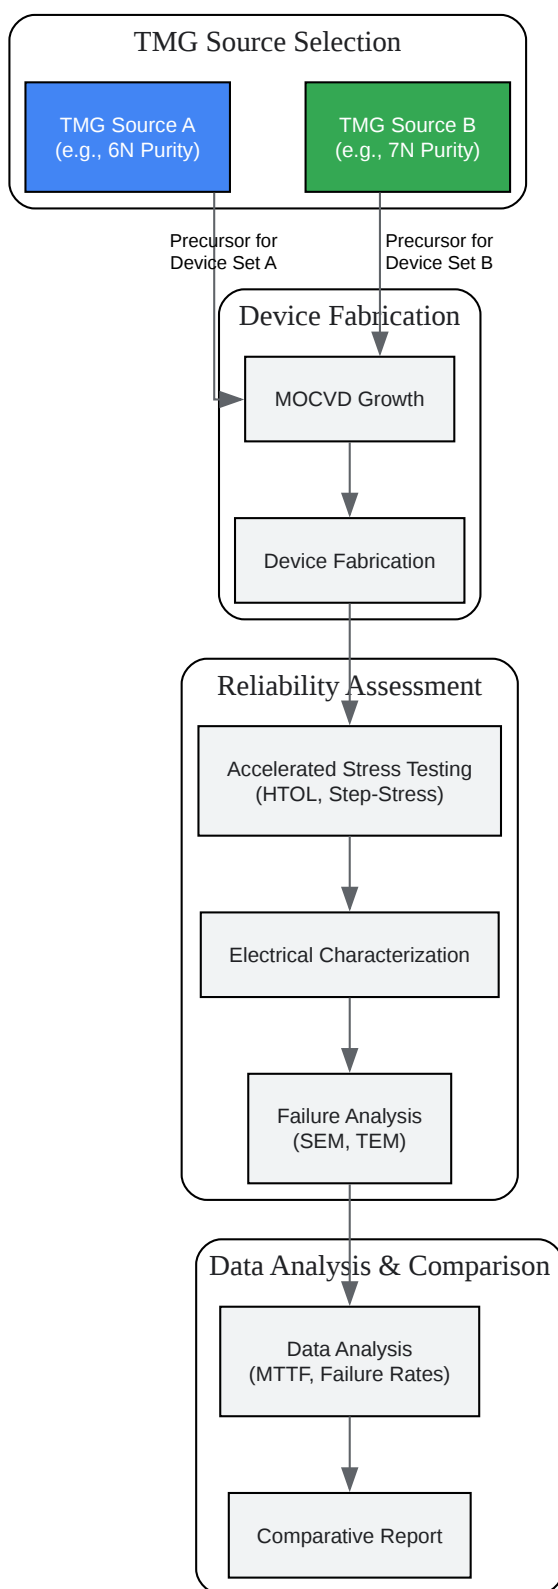 TMG Source Selection
TMG Source A
(e.g., 6N Purity)
TMG Source B
(e.g., 7N Purity)
Precursor for
Device Set A
Precursor for
Device Set B
Device Fabrication
MOCVD Growth
Device Fabrication
Reliability Assessment
Accelerated Stress Testing
(HTOL, Step-Stress)
Electrical Characterization
Failure Analysis
(SEM, TEM)
Data Analysis & Comparison
Data Analysis
(MTTF, Failure Rates)
Comparative Report